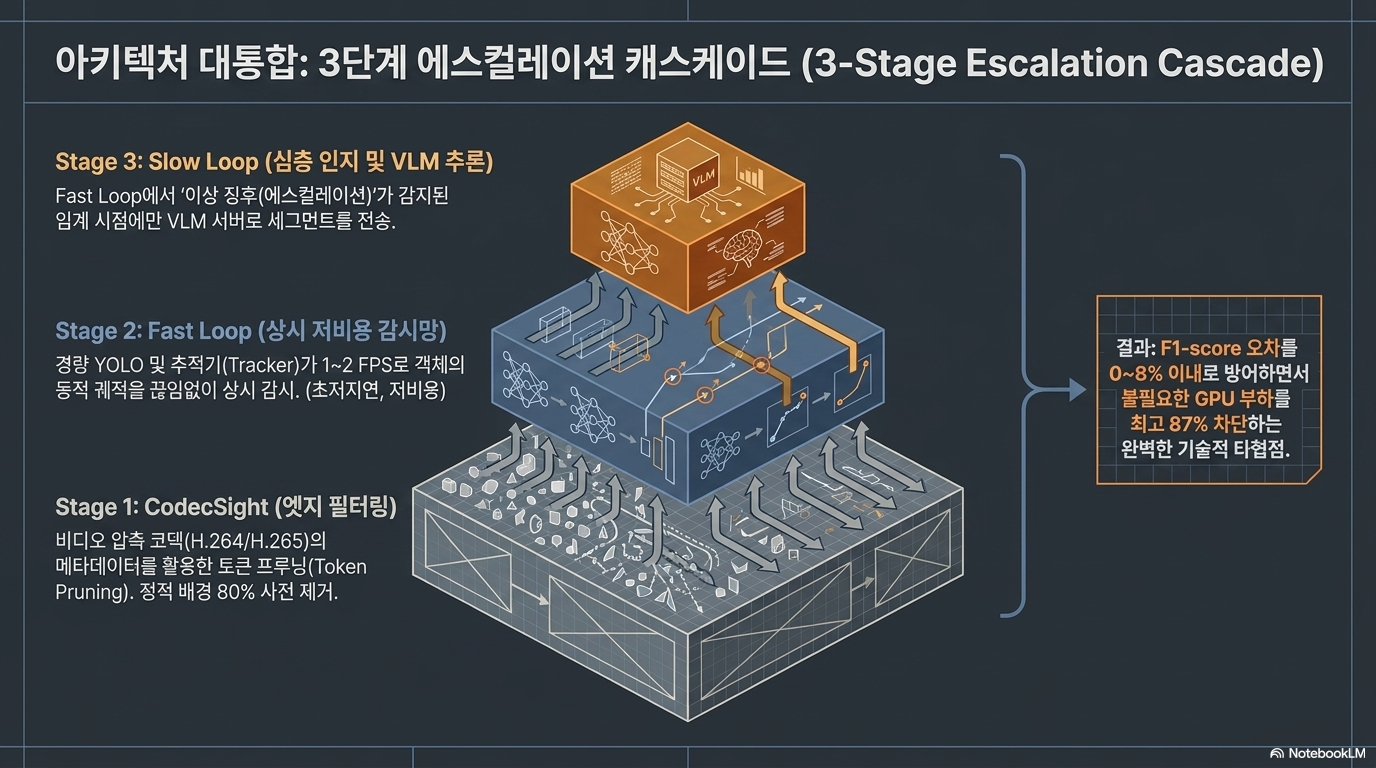 아키텍처 대통합: 3단계 에스컬레이션 캐스케이드 (3-Stage Escalation Cascade)
Stage 3: Slow Loop (심층 인지 및 VLM 추론)
Fast Loop에서 ‘이상 징후(에스컬레이션)’가 감지된
임계 시점에만 VLM 서버로 세그먼트를 전송.
VLM
Stage 2: Fast Loop (상시 저비용 감시망)
경량 YOLO 및 추적기(Tracker)가 1~2 FPS로 객체의
동적 궤적을 끊임없이 상시 감시. (초저지연, 저비용)
Stage 1: CodecSight (엣지 필터링)
비디오 압축 코덱(H.264/H.265)의
메타데이터를 활용한 토큰 프루닝(Token
Pruning). 정적 배경 80% 사전 제거.
결과: F1-score 오차를
0~8% 이내로 방어하면서
불필요한 GPU 부하를
최고 87% 차단하는
완벽한 기술적 타협점.
NotebookLM